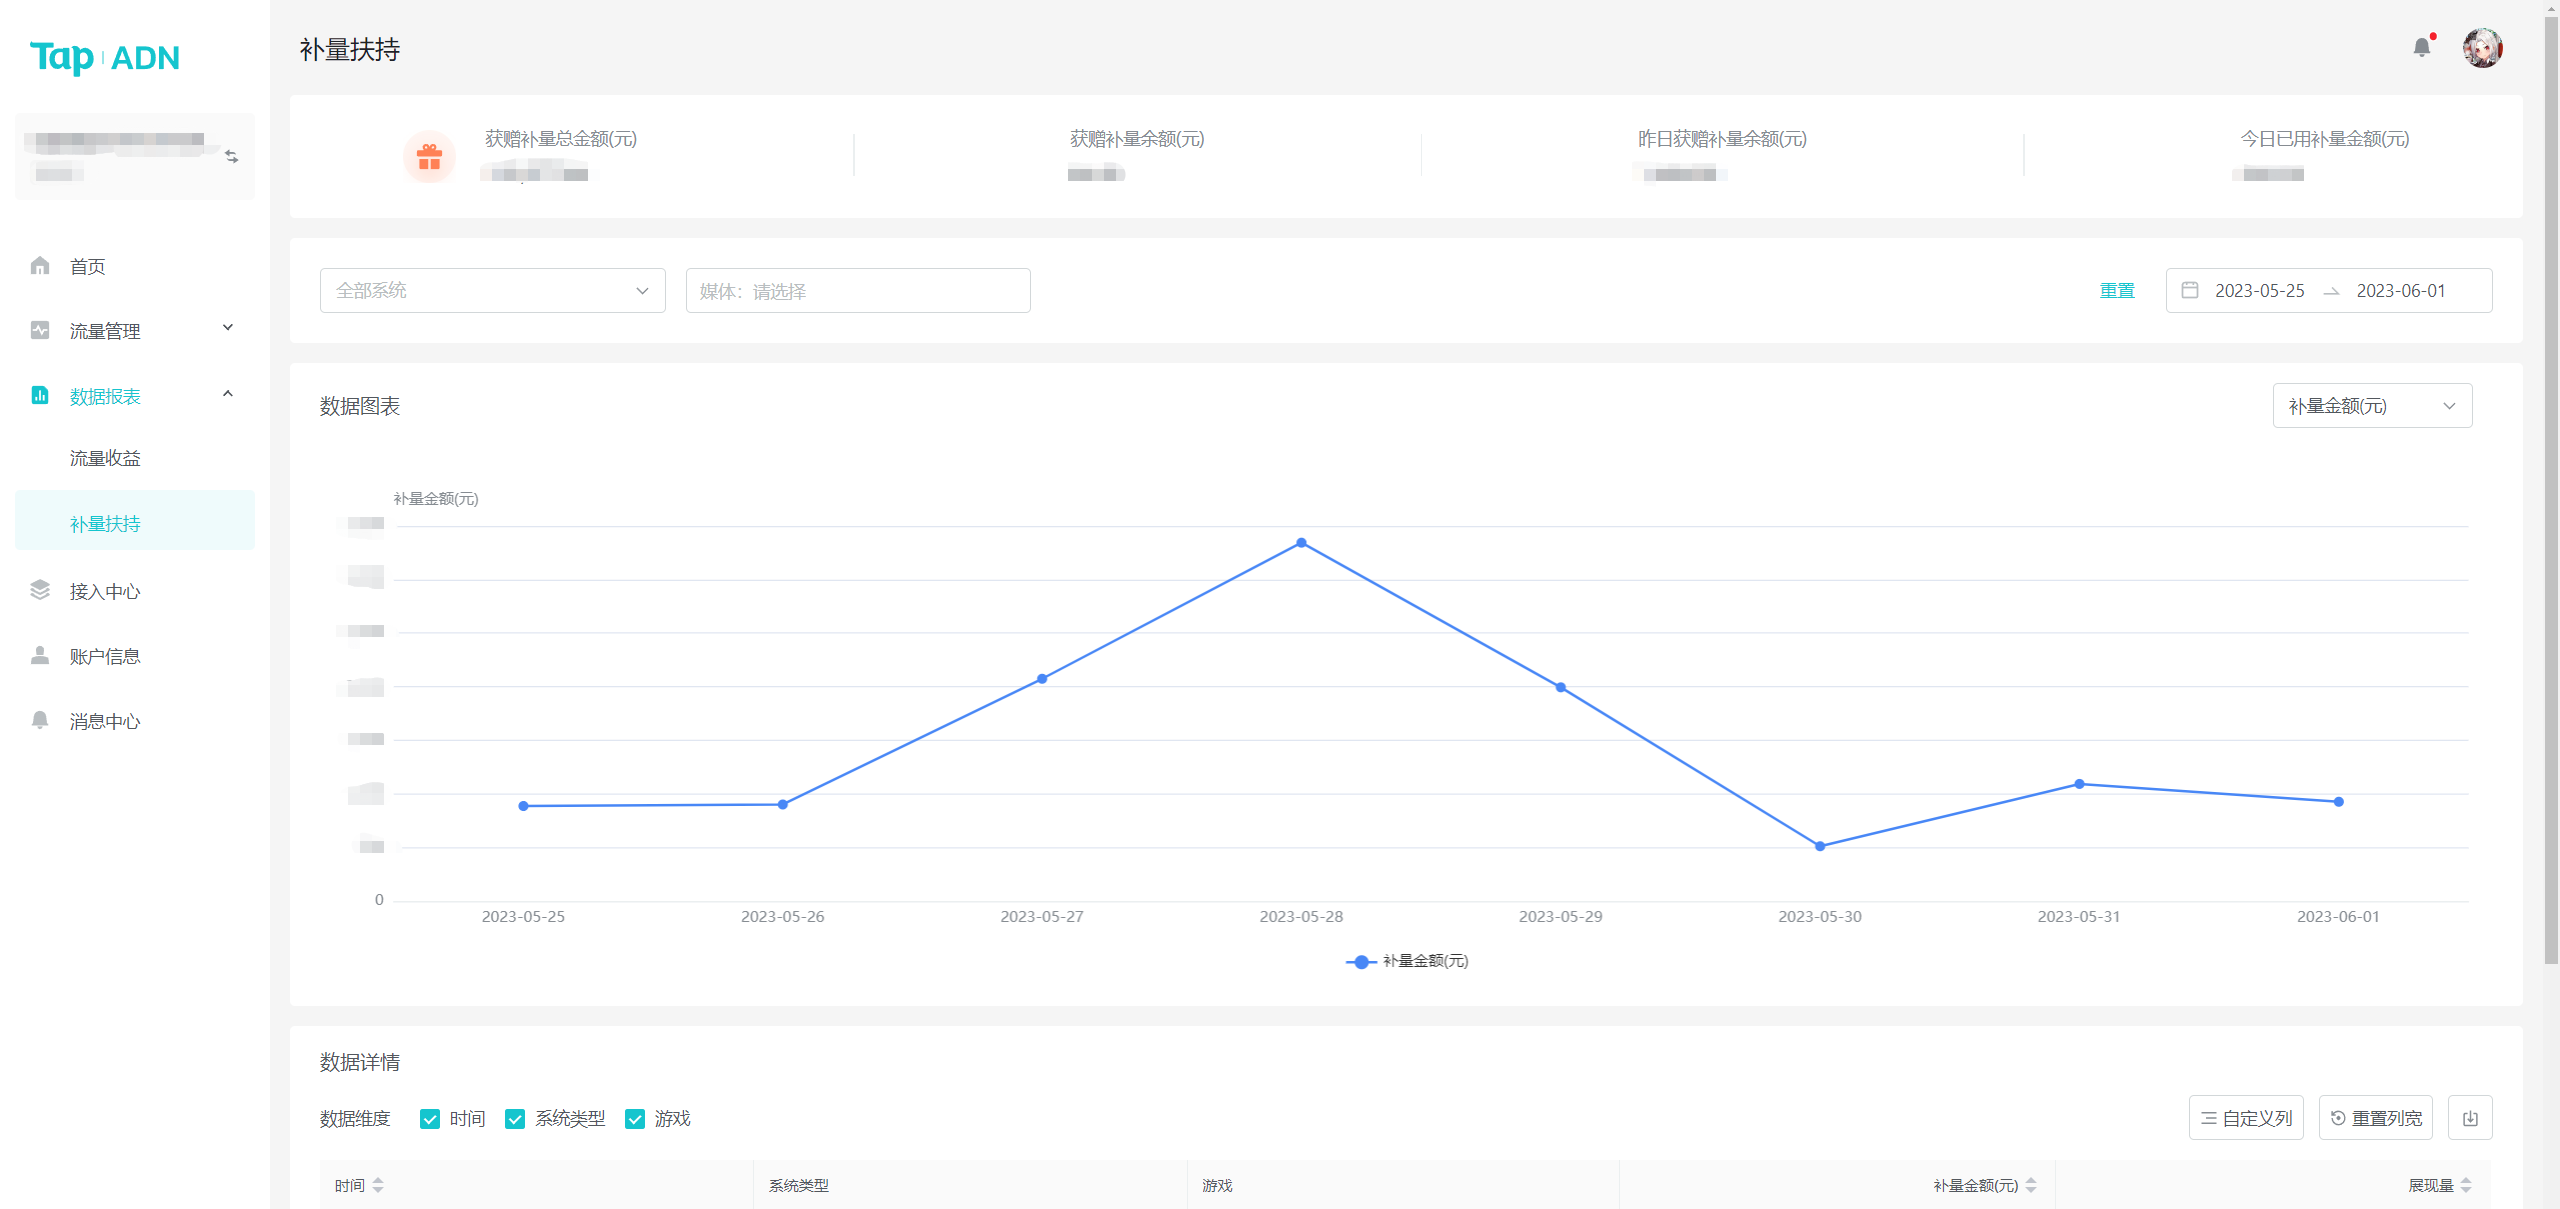 Tap ADN
补量扶持
获赠补量总金额(元)
获赠补量余额(元)
昨日获赠补量余额(元)
今日已用补量金额(元)
首页
流量管理
数据报表
流量收益
补量扶持
接入中心
账户信息
消息中心
全部系统
媒体：请选择
重置
2023-05-25
2023-06-01
数据图表
补量金额(元)
补量金额(元)
0
2023-05-25
2023-05-26
2023-05-27
2023-05-28
2023-05-29
2023-05-30
2023-05-31
2023-06-01
补量金额(元)
数据详情
数据维度 时间 系统类型 游戏
自定义列
重置列宽
时间
系统类型
游戏
补量金额(元)
展现量